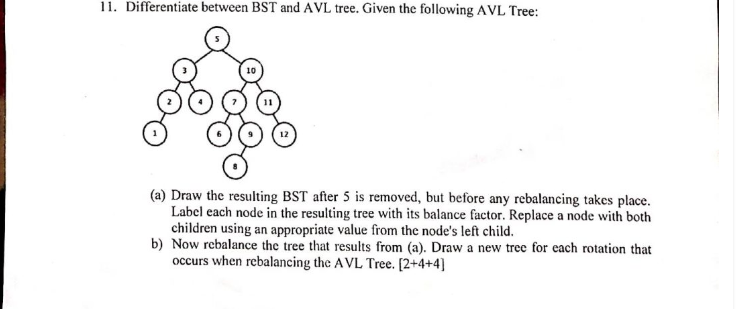 11. Differentiate between BST and AVL tree. Given the following AVL Tree:
5
3 10
2 4 7 11
1 6 9 12
8
(a) Draw the resulting BST after 5 is removed, but before any rebalancing takes place.
Label each node in the resulting tree with its balance factor. Replace a node with both
children using an appropriate value from the node's left child.
b) Now rebalance the tree that results from (a). Draw a new tree for each rotation that
occurs when rebalancing the AVL Tree. [2+4+4]